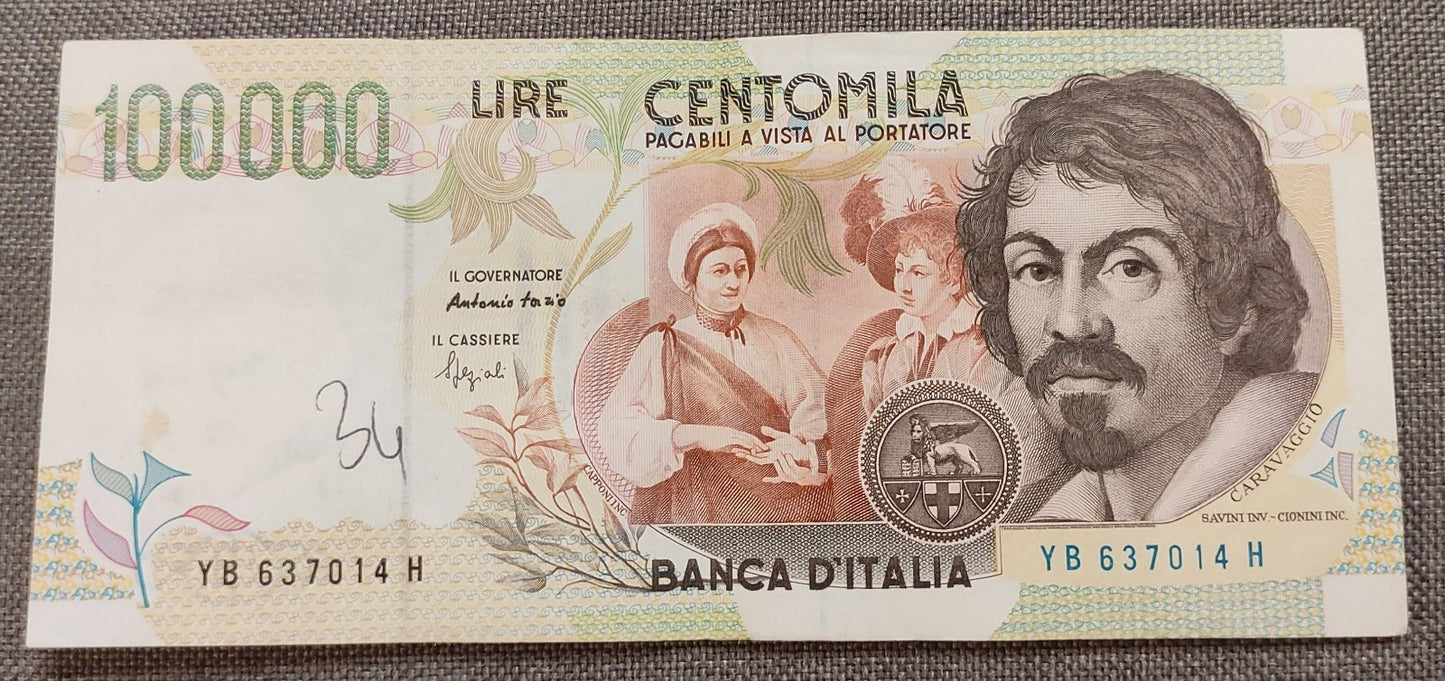 100000
LIRE CENTOMILA
PAGABILI A VISTA AL PORTATORE
IL GOVERNATORE
Antonio Fazio
IL CASSIERE
Speziali
34
CAPPONI INC.
CARAVAGGIO
SAVINI INV. - CIONINI INC.
YB 637014 H
BANCA D'ITALIA
YB 637014 H